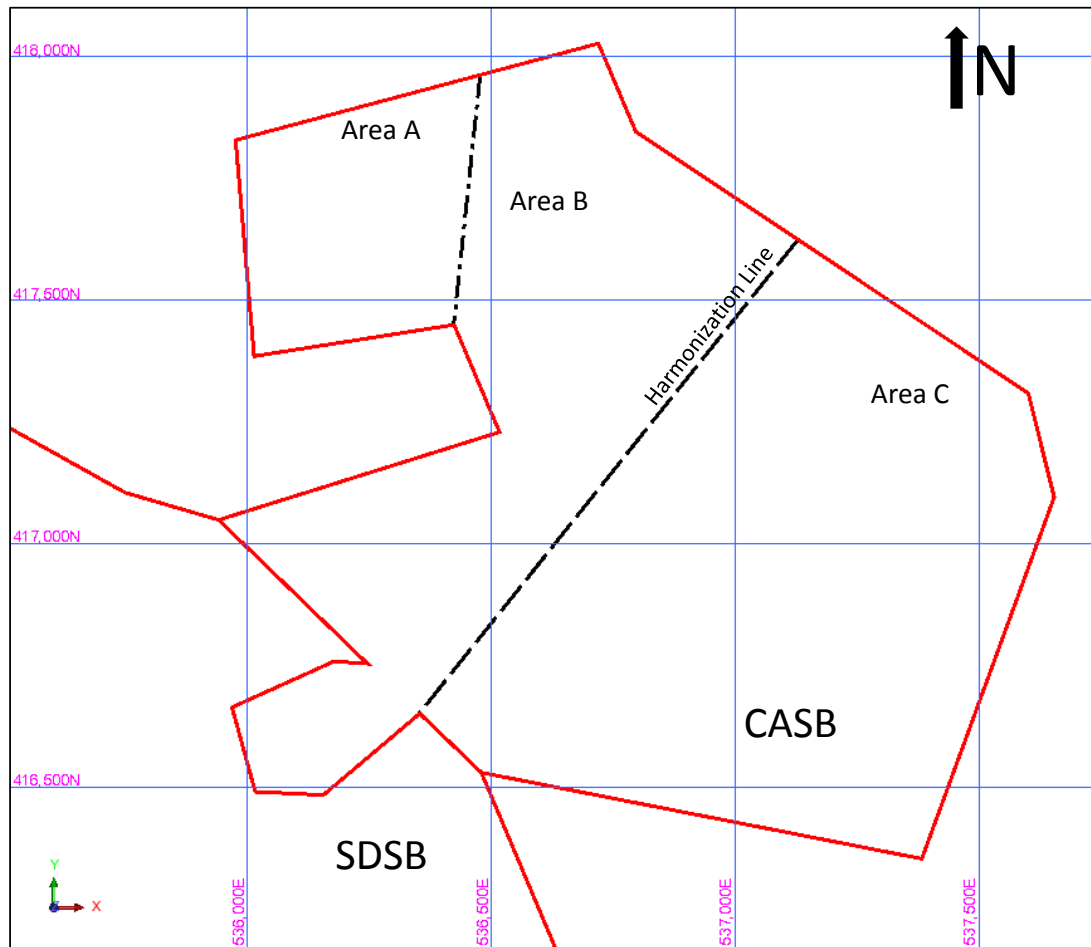 418,000N
N
Area A
Area B
Harmonization Line
417,500N
Area C
417,000N
CASB
416,500N
SDSB
Y
X
536,000E
536,500E
537,000E
537,500E